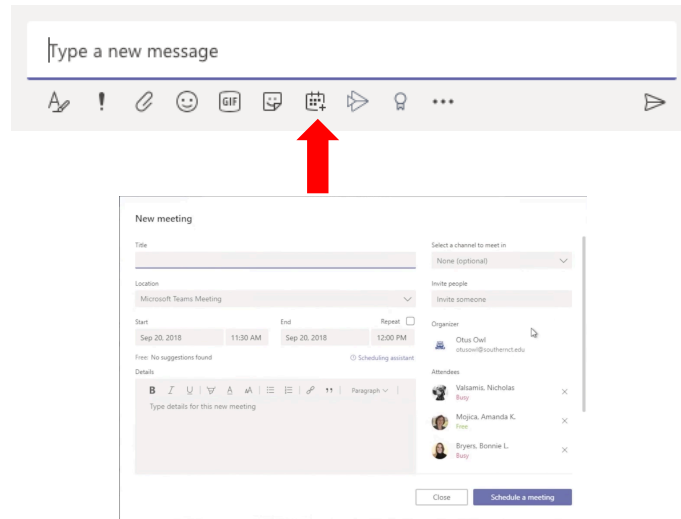 Type a new message
GIF
New meeting
Title
Select a channel to meet in
None (optional)
Location
Invite people
Microsoft Teams Meeting
Invite someone
Start End Repeat
Organizer
Sep 20, 2018 11:30 AM Sep 20, 2018 12:00 PM
Otus Owl
otusowl@southernct.edu
Free: No suggestions found Scheduling assistant
Details
Attendees
B I U A AA Paragraph
Valsamis, Nicholas
Busy
Type details for this new meeting
Mojica, Amanda K.
Free
Bryers, Bonnie L.
Busy
Close Schedule a meeting